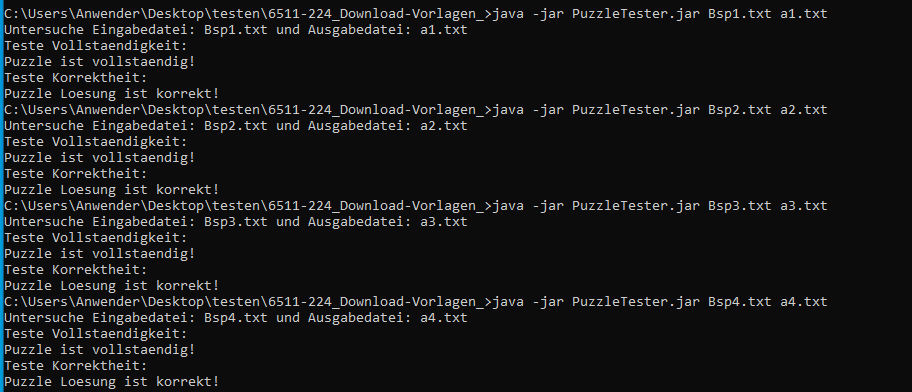 C:\Users\Anwender\Desktop\testen\6511-224_Download-Vorlagen_>java -jar PuzzleTester.jar Bsp1.txt a1.txt
Untersuche Eingabedatei: Bsp1.txt und Ausgabedatei: a1.txt
Teste Vollstaendigkeit:
Puzzle ist vollstaendig!
Teste Korrektheit:
Puzzle Loesung ist korrekt!
C:\Users\Anwender\Desktop\testen\6511-224_Download-Vorlagen_>java -jar PuzzleTester.jar Bsp2.txt a2.txt
Untersuche Eingabedatei: Bsp2.txt und Ausgabedatei: a2.txt
Teste Vollstaendigkeit:
Puzzle ist vollstaendig!
Teste Korrektheit:
Puzzle Loesung ist korrekt!
C:\Users\Anwender\Desktop\testen\6511-224_Download-Vorlagen_>java -jar PuzzleTester.jar Bsp3.txt a3.txt
Untersuche Eingabedatei: Bsp3.txt und Ausgabedatei: a3.txt
Teste Vollstaendigkeit:
Puzzle ist vollstaendig!
Teste Korrektheit:
Puzzle Loesung ist korrekt!
C:\Users\Anwender\Desktop\testen\6511-224_Download-Vorlagen_>java -jar PuzzleTester.jar Bsp4.txt a4.txt
Untersuche Eingabedatei: Bsp4.txt und Ausgabedatei: a4.txt
Teste Vollstaendigkeit:
Puzzle ist vollstaendig!
Teste Korrektheit:
Puzzle Loesung ist korrekt!